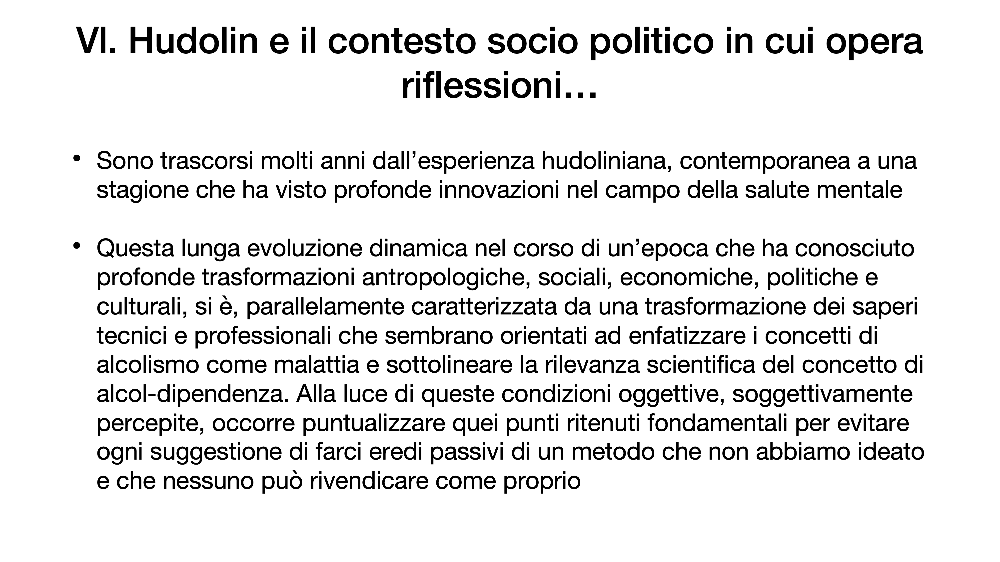 VI. Hudolin e il contesto socio politico in cui opera
riflessioni…
• Sono trascorsi molti anni dall’esperienza hudoliniana, contemporanea a una
stagione che ha visto profonde innovazioni nel campo della salute mentale
• Questa lunga evoluzione dinamica nel corso di un’epoca che ha conosciuto
profonde trasformazioni antropologiche, sociali, economiche, politiche e
culturali, si è, parallelamente caratterizzata da una trasformazione dei saperi
tecnici e professionali che sembrano orientati ad enfatizzare i concetti di
alcolismo come malattia e sottolineare la rilevanza scientifica del concetto di
alcol-dipendenza. Alla luce di queste condizioni oggettive, soggettivamente
percepite, occorre puntualizzare quei punti ritenuti fondamentali per evitare
ogni suggestione di farci eredi passivi di un metodo che non abbiamo ideato
e che nessuno può rivendicare come proprio